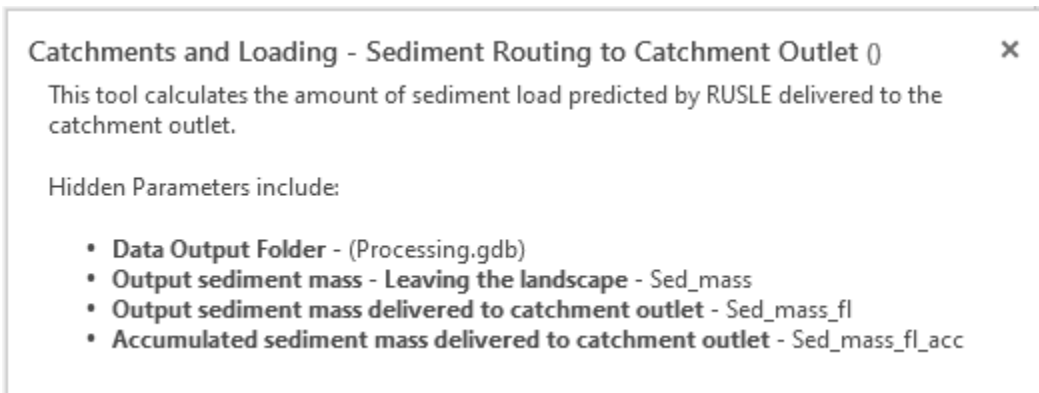 Catchments and Loading - Sediment Routing to Catchment Outlet () ×
This tool calculates the amount of sediment load predicted by RUSLE delivered to the
catchment outlet.
Hidden Parameters include:
• Data Output Folder - (Processing.gdb)
• Output sediment mass - Leaving the landscape - Sed_mass
• Output sediment mass delivered to catchment outlet - Sed_mass_fl
• Accumulated sediment mass delivered to catchment outlet - Sed_mass_fl_acc